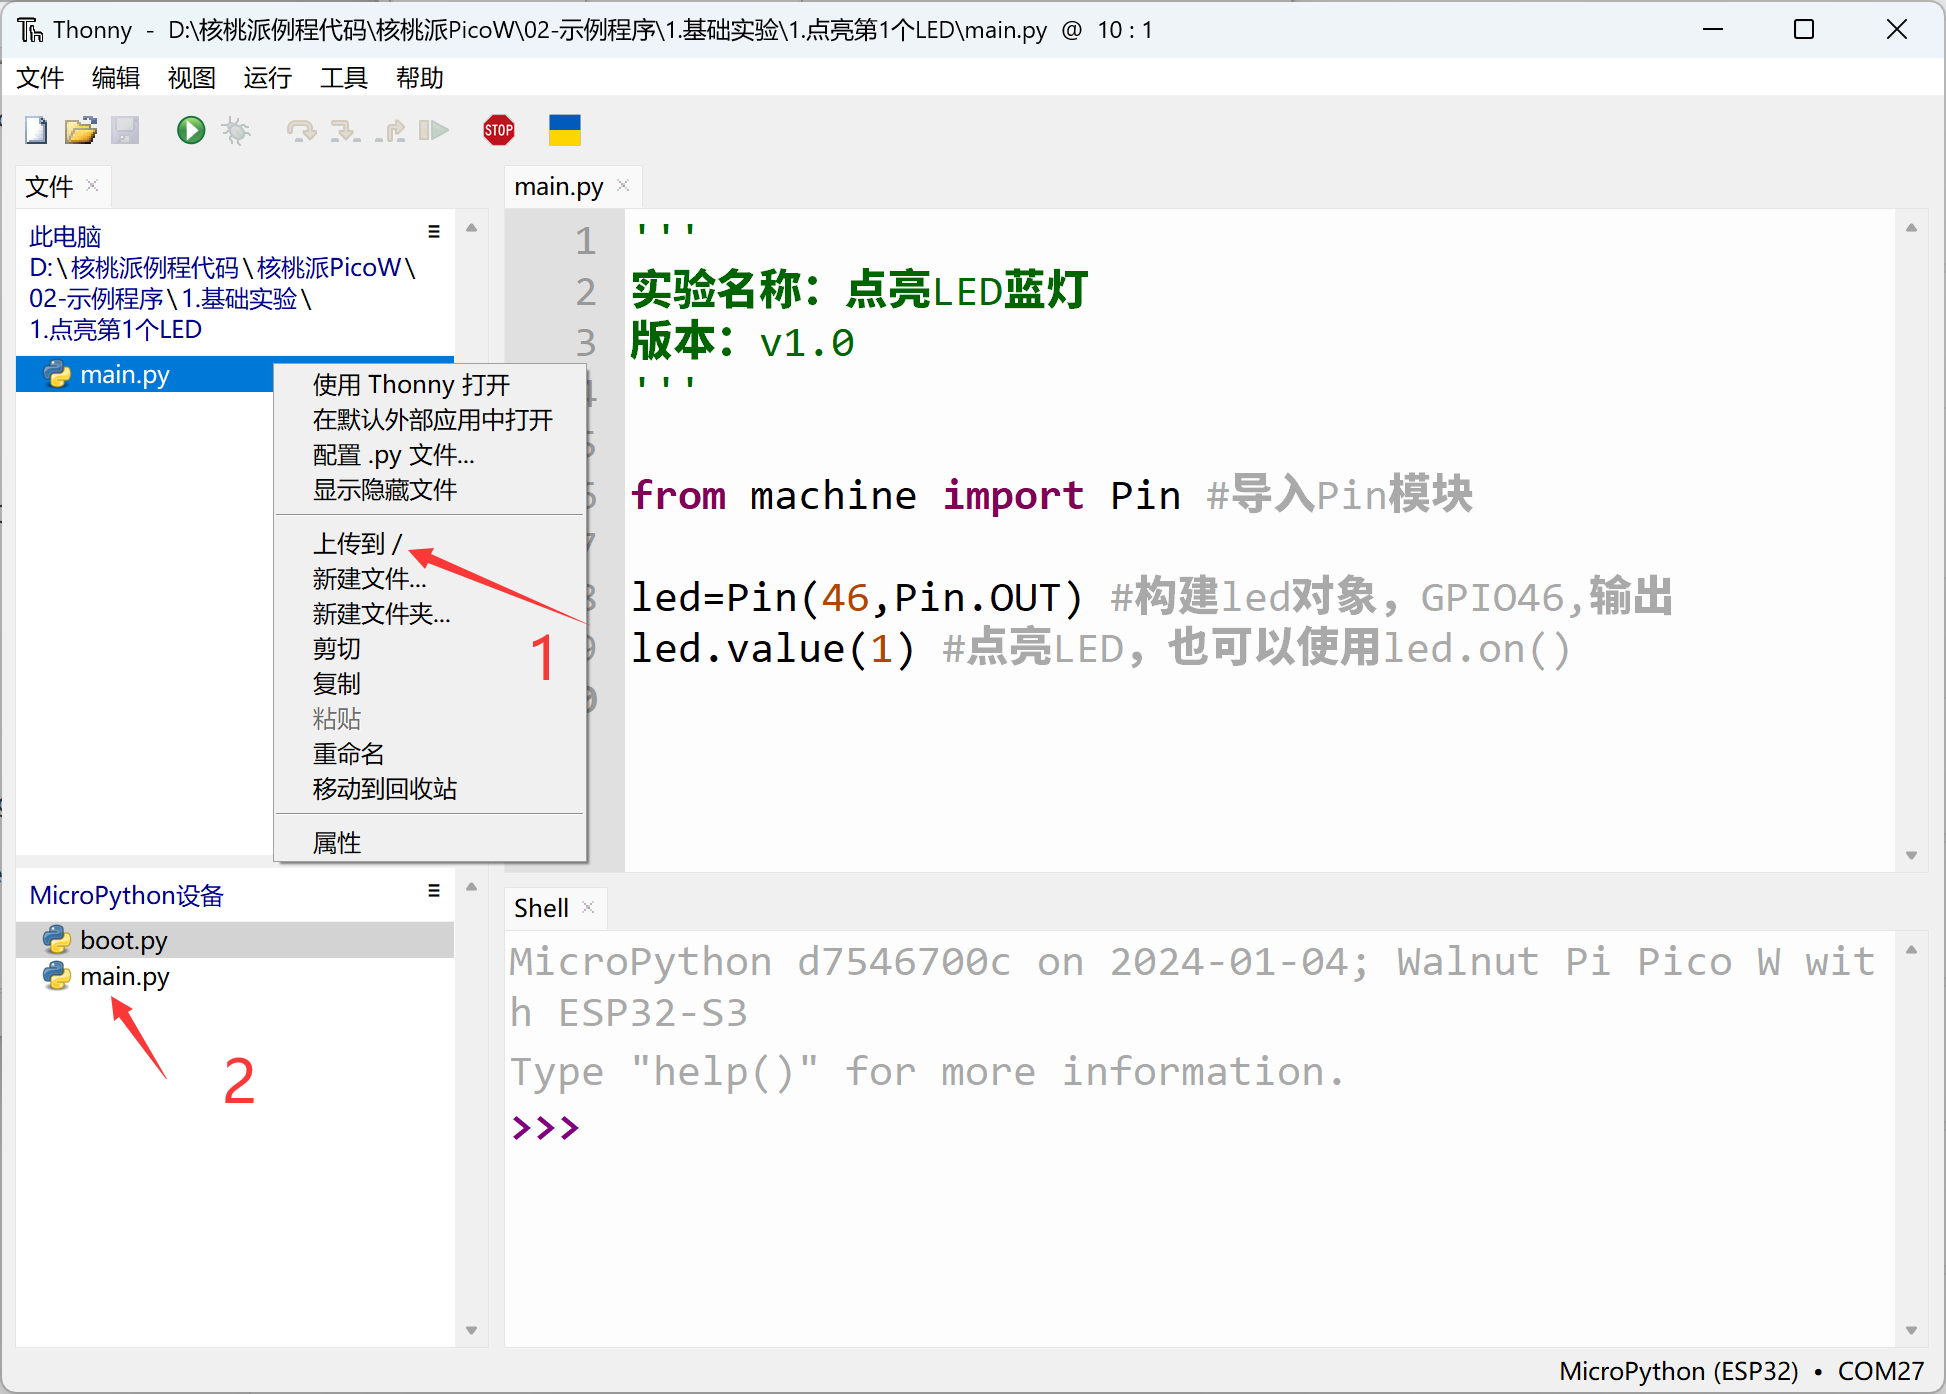 Thonny - D:\核桃派例程代码\核桃派PicoW\02-示例程序\1.基础实验\1.点亮第1个LED\main.py @ 10 : 1
文件 编辑 视图 运行 工具 帮助
STOP
文件
此电脑
D:\核桃派例程代码\核桃派PicoW\
02-示例程序\1.基础实验\
1.点亮第1个LED
main.py
使用 Thonny 打开
在默认外部应用中打开
配置 .py 文件...
显示隐藏文件
上传到 /
新建文件...
新建文件夹...
剪切
复制
粘贴
重命名
移动到回收站
属性
1
MicroPython设备
boot.py
main.py
2
main.py
1 '''
2 实验名称：点亮LED蓝灯
3 版本：v1.0
'''
from machine import Pin #导入Pin模块
led=Pin(46,Pin.OUT) #构建led对象，GPIO46,输出
led.value(1) #点亮LED，也可以使用led.on()
Shell
MicroPython d7546700c on 2024-01-04; Walnut Pi Pico W wit
h ESP32-S3
Type "help()" for more information.
>>>
MicroPython (ESP32) • COM27